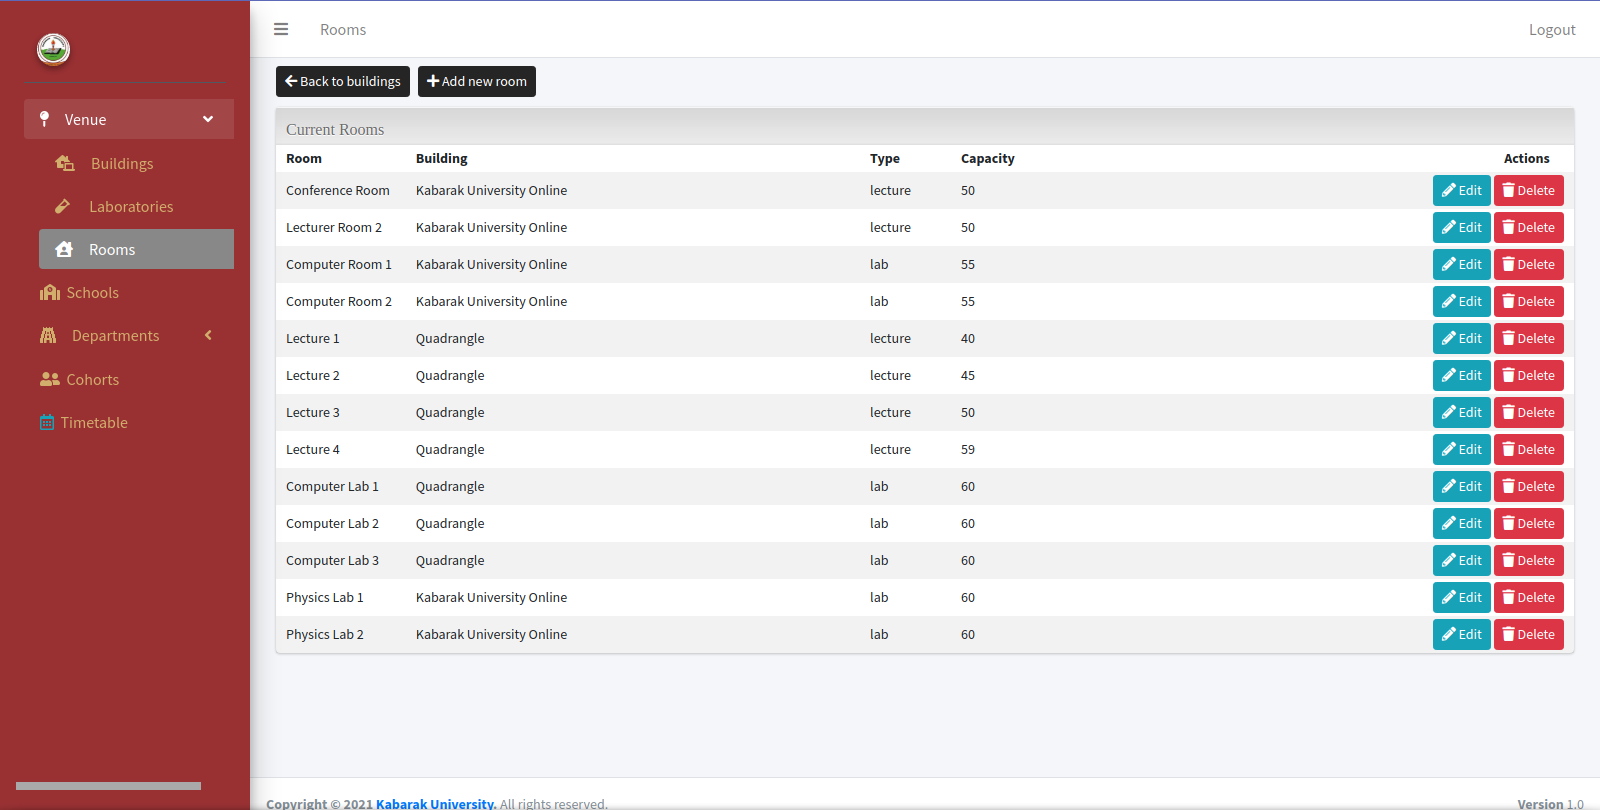 Rooms
Logout
Venue
Buildings
Laboratories
Rooms
Schools
Departments
Cohorts
Timetable
Back to buildings
Add new room
Current Rooms
Room Building Type Capacity Actions
Conference Room Kabarak University Online lecture 50 Edit Delete
Lecturer Room 2 Kabarak University Online lecture 50 Edit Delete
Computer Room 1 Kabarak University Online lab 55 Edit Delete
Computer Room 2 Kabarak University Online lab 55 Edit Delete
Lecture 1 Quadrangle lecture 40 Edit Delete
Lecture 2 Quadrangle lecture 45 Edit Delete
Lecture 3 Quadrangle lecture 50 Edit Delete
Lecture 4 Quadrangle lecture 59 Edit Delete
Computer Lab 1 Quadrangle lab 60 Edit Delete
Computer Lab 2 Quadrangle lab 60 Edit Delete
Computer Lab 3 Quadrangle lab 60 Edit Delete
Physics Lab 1 Kabarak University Online lab 60 Edit Delete
Physics Lab 2 Kabarak University Online lab 60 Edit Delete
Copyright © 2021 Kabarak University. All rights reserved.
Version 1.0